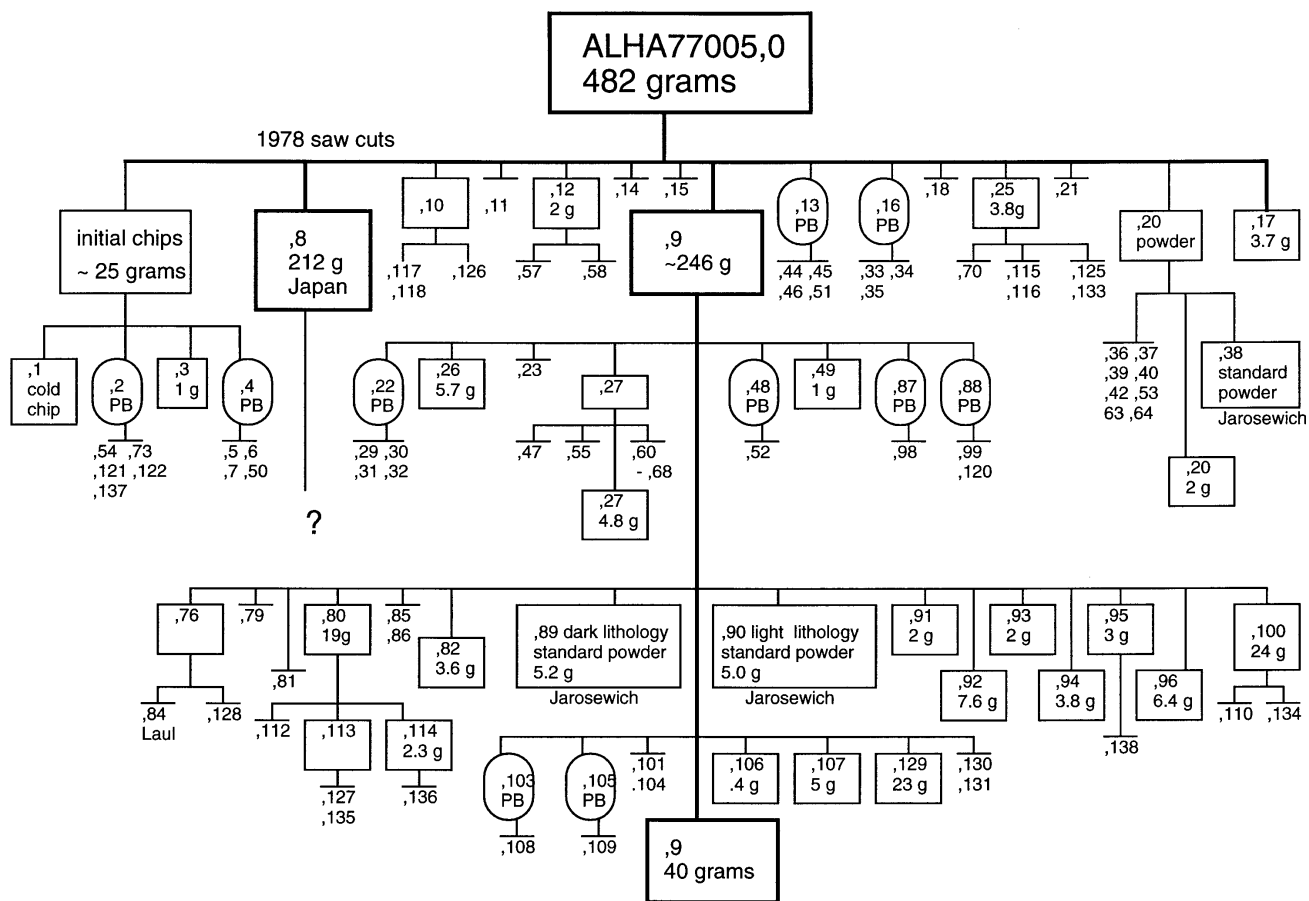 ALHA77005,0
482 grams
1978 saw cuts
initial chips
~ 25 grams
,8
212 g
Japan
,10
,11
,12
2 g
,14
,15
,9
~246 g
,13
PB
,16
PB
,18
,25
3.8g
,21
,20
powder
,17
3.7 g
,117
,118
,126
,57
,58
,44 ,45
,46 ,51
,33 ,34
,35
,70
,115
,116
,125
,133
,1
cold
chip
,2
PB
,3
1 g
,4
PB
,54 ,73
,121 ,122
,137
,5 ,6
,7 ,50
?
,22
PB
,26
5.7 g
,23
,27
,48
PB
,49
1 g
,87
PB
,88
PB
,29 ,30
,31 ,32
,47
,55
,60
- ,68
,27
4.8 g
,52
,98
,99
,120
,36 ,37
,39 ,40
,42 ,53
63 ,64
,38
standard
powder
Jarosewich
,20
2 g
,76
,79
,81
,80
19g
,85
,86
,82
3.6 g
,89 dark lithology
standard powder
5.2 g
Jarosewich
,90 light lithology
standard powder
5.0 g
Jarosewich
,91
2 g
,92
7.6 g
,93
2 g
,94
3.8 g
,95
3 g
,96
6.4 g
,100
24 g
,84
Laul
,128
,112
,113
,114
2.3 g
,127
,135
,136
,138
,110
,134
,103
PB
,105
PB
,101
.104
,106
.4 g
,107
5 g
,129
23 g
,130
,131
,108
,109
,9
40 grams